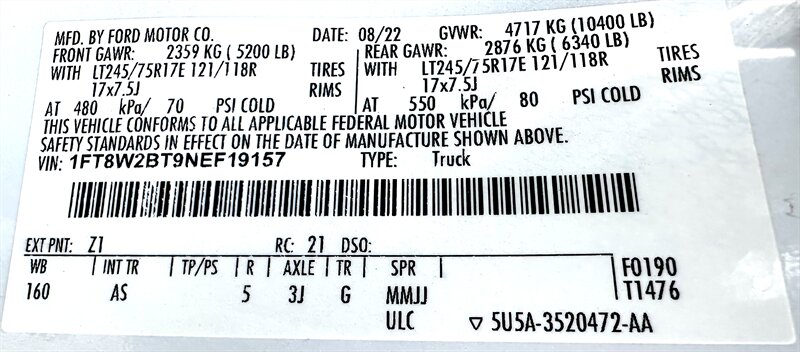 MFD. BY FORD MOTOR CO. DATE: 08/22 GVWR: 4717 KG (10400 LB)
FRONT GAWR: 2359 KG ( 5200 LB) REAR GAWR: 2876 KG ( 6340 LB)
WITH LT245/75R17E 121/118R TIRES WITH LT245/75R17E 121/118R TIRES
17x7.5J RIMS 17x7.5J RIMS
AT 480 kPa/ 70 PSI COLD AT 550 kPa/ 80 PSI COLD
THIS VEHICLE CONFORMS TO ALL APPLICABLE FEDERAL MOTOR VEHICLE
SAFETY STANDARDS IN EFFECT ON THE DATE OF MANUFACTURE SHOWN ABOVE.
VIN: 1FT8W2BT9NEF19157 TYPE: Truck
EXT PNT: Z1 RC: 21 DSO:
WB | INT TR | TP/PS | R | AXLE | TR | SPR | F0190
160 AS 5 3J G MMJJ T1476
ULC ▽ 5U5A-3520472-AA